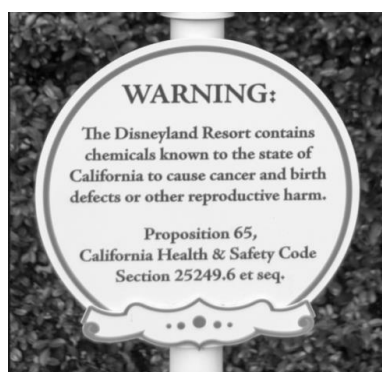 WARNING:
The Disneyland Resort contains
chemicals known to the state of
California to cause cancer and birth
defects or other reproductive harm.
Proposition 65,
California Health & Safety Code
Section 25249.6 et seq.